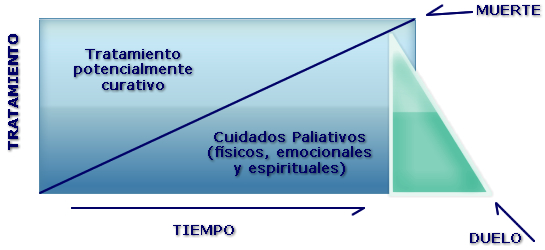 MUERTE
TRATAMIENTO
Tratamiento
potencialmente
curativo
Cuidados Paliativos
(físicos, emocionales
y espirituales)
TIEMPO
DUELO